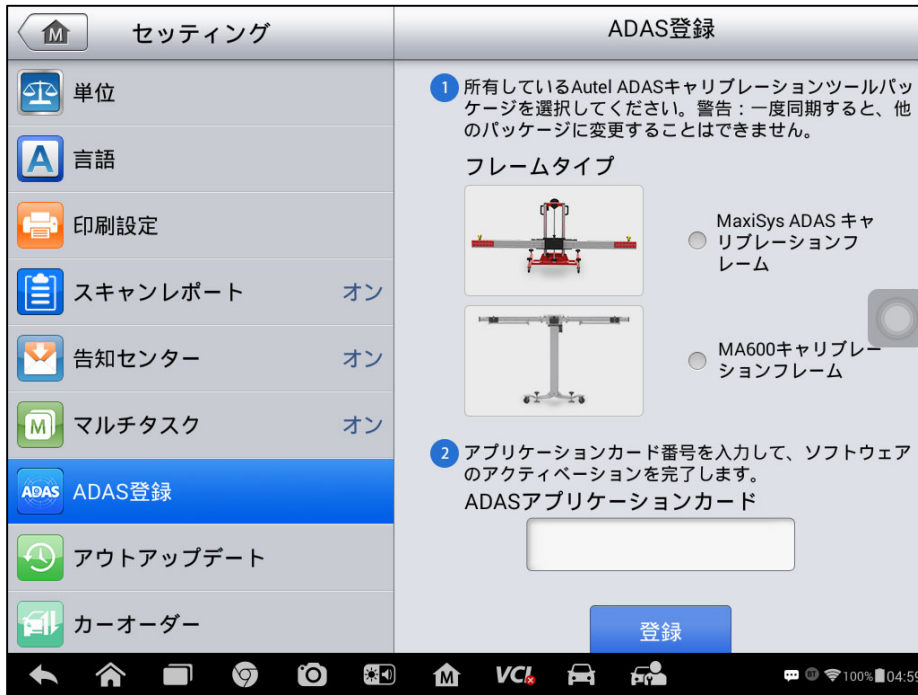 セッティング
ADAS登録
単位
言語
印刷設定
スキャンレポート オン
告知センター オン
マルチタスク オン
ADAS ADAS登録
アウトアップデート
カーオーダー
1 所有しているAutel ADASキャリブレーションツールパッ
ケージを選択してください。警告：一度同期すると、他
のパッケージに変更することはできません。
フレームタイプ
MaxiSys ADAS キャ
リブレーションフ
レーム
MA600キャリブレー
ションフレーム
2 アプリケーションカード番号を入力して、ソフトウェア
のアクティベーションを完了します。
ADASアプリケーションカード
登録
VCI
100% 04:59